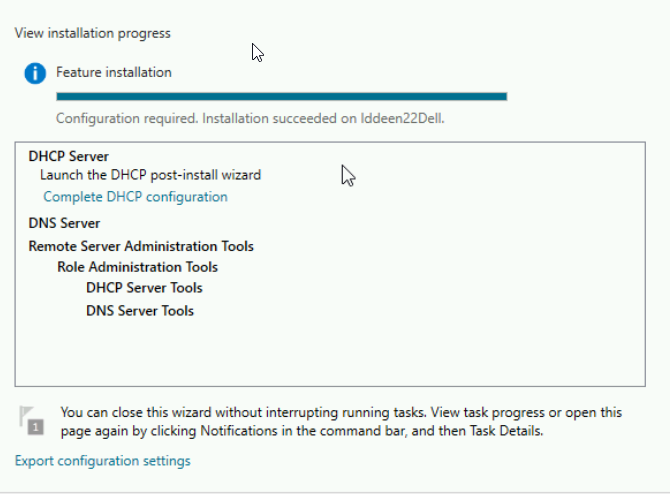 View installation progress
Feature installation
Configuration required. Installation succeeded on Iddeen22Dell.
DHCP Server
Launch the DHCP post-install wizard
Complete DHCP configuration
DNS Server
Remote Server Administration Tools
Role Administration Tools
DHCP Server Tools
DNS Server Tools
1
You can close this wizard without interrupting running tasks. View task progress or open this
page again by clicking Notifications in the command bar, and then Task Details.
Export configuration settings